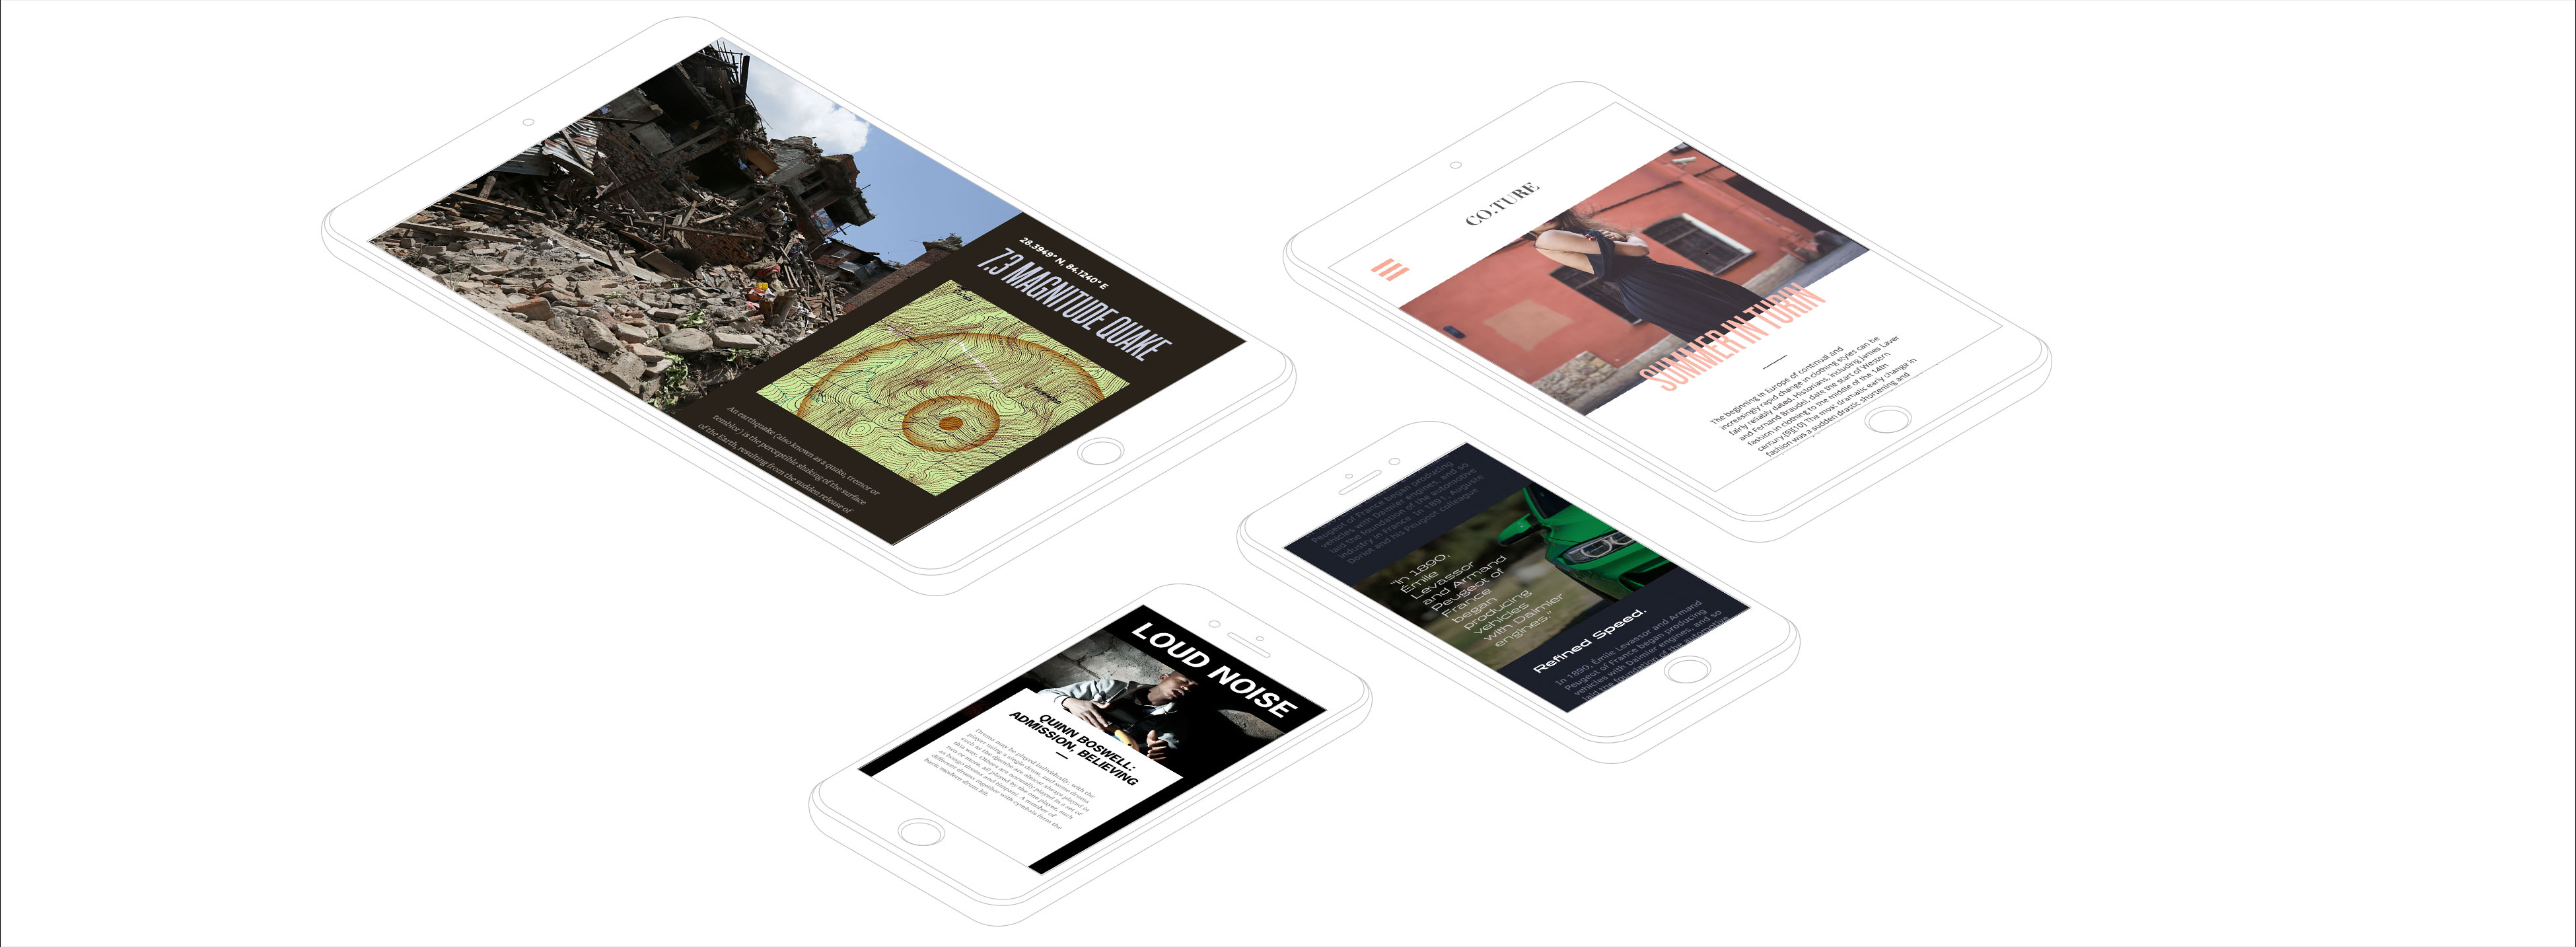 28.3949° N, 84.1240° E
7.3 MAGNITUDE QUAKE
An earthquake (also known as a quake, tremor or
temblor) is the perceptible shaking of the surface
of the Earth, resulting from the sudden release of
CO.TURE
SUMMER IN TURIN
The beginning in Europe of continual and
increasingly rapid change in clothing styles can be
fairly reliably dated. Historians, including James Laver
and Fernand Braudel, date the start of Western
fashion in clothing to the middle of the 14th
century.[9][10] The most dramatic early change in
fashion was a sudden drastic shortening and
Peugeot of France began producing
vehicles with Daimler engines, and so
laid the foundation of the automotive
industry in France. In 1891, Auguste
Doriot and his Peugeot colleague
"In 1890,
Émile
Levassor
and Armand
Peugeot of
France
began
producing
vehicles
with Daimler
engines."
Refined Speed.
In 1890, Émile Levassor and Armand
Peugeot of France began producing
vehicles with Daimler engines, and so
laid the foundation of the automotive
LOUD NOISE
QUINN BOSWELL:
ADMISSION, BELIEVING
Drums may be played individually, with the
player using a single drum, and some drums
such as the djembe are almost always played in
this way. Others are normally played in a set of
two or more, all played by the one player, such
as bongo drums and timpani. A number of
different drums together with cymbals form the
basic modern drum kit.